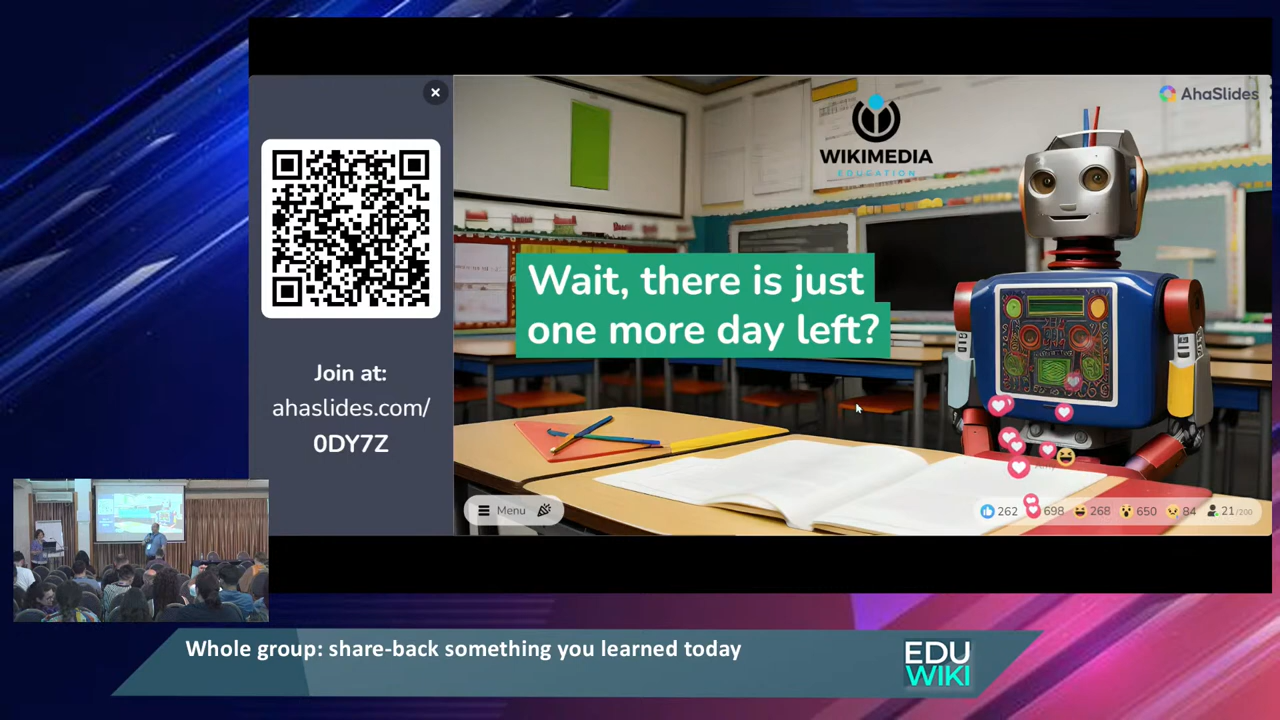 Join at:
ahaslides.com/
0DY7Z
AhaSlides
WIKIMEDIA
EDUCATION
Wait, there is just
one more day left?
Menu
262
698
268
650
84
21/200
Whole group: share-back something you learned today
EDU
WIKI